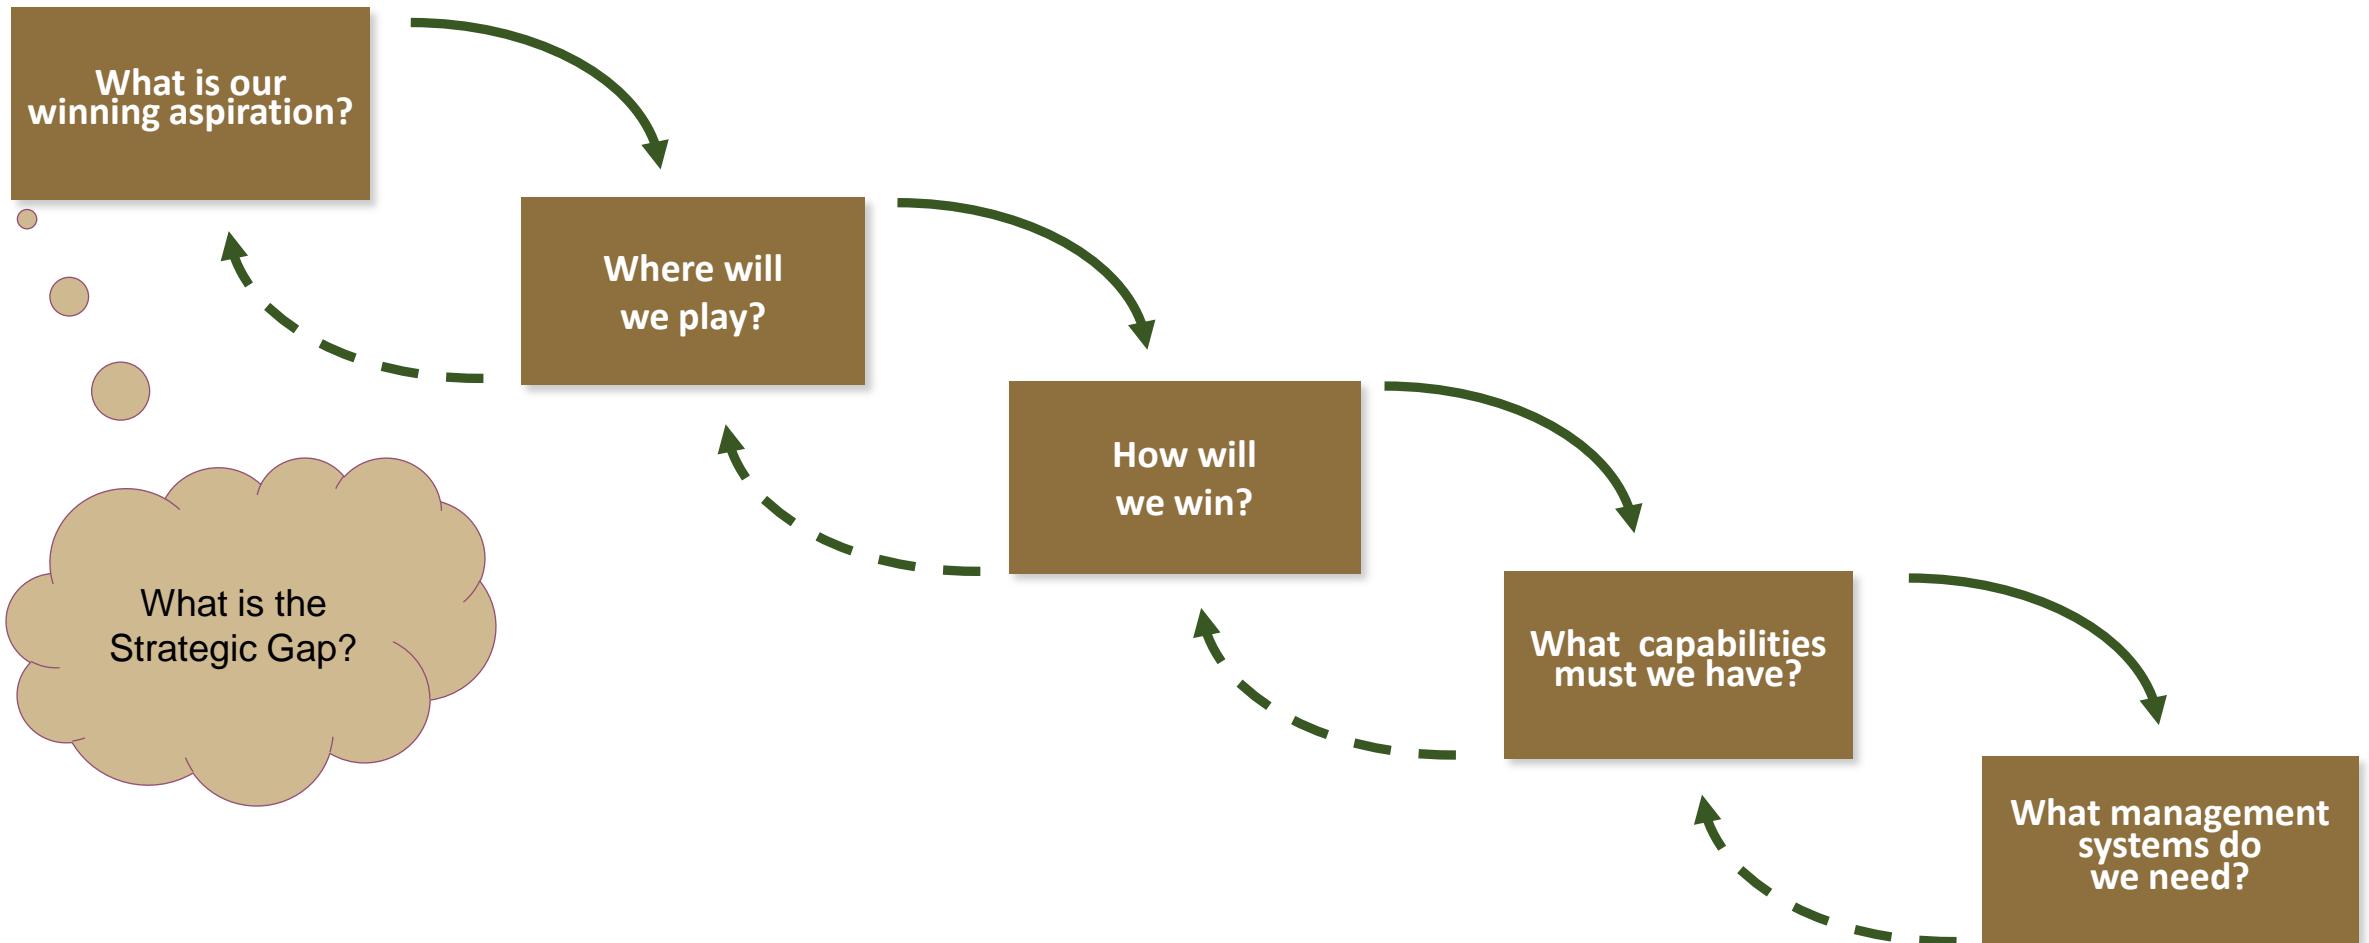 What is our
winning aspiration?
Where will
we play?
How will
we win?
What is the
Strategic Gap?
What  capabilities
must we have?
What management
systems do
we need?